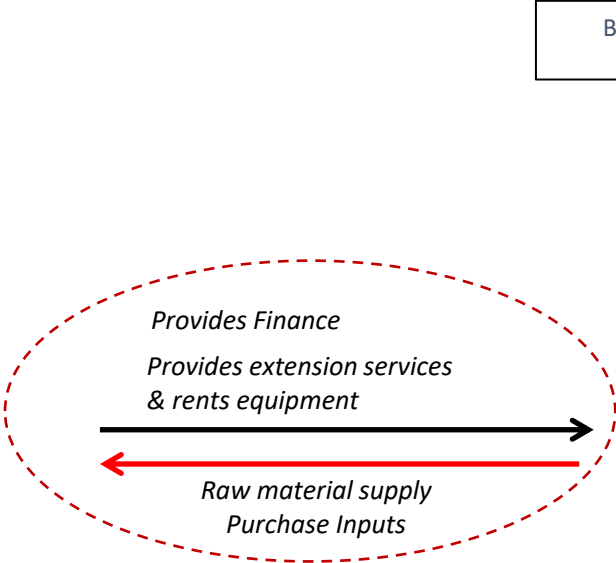 B
Provides Finance
Provides extension services
& rents equipment
Raw material supply
Purchase Inputs